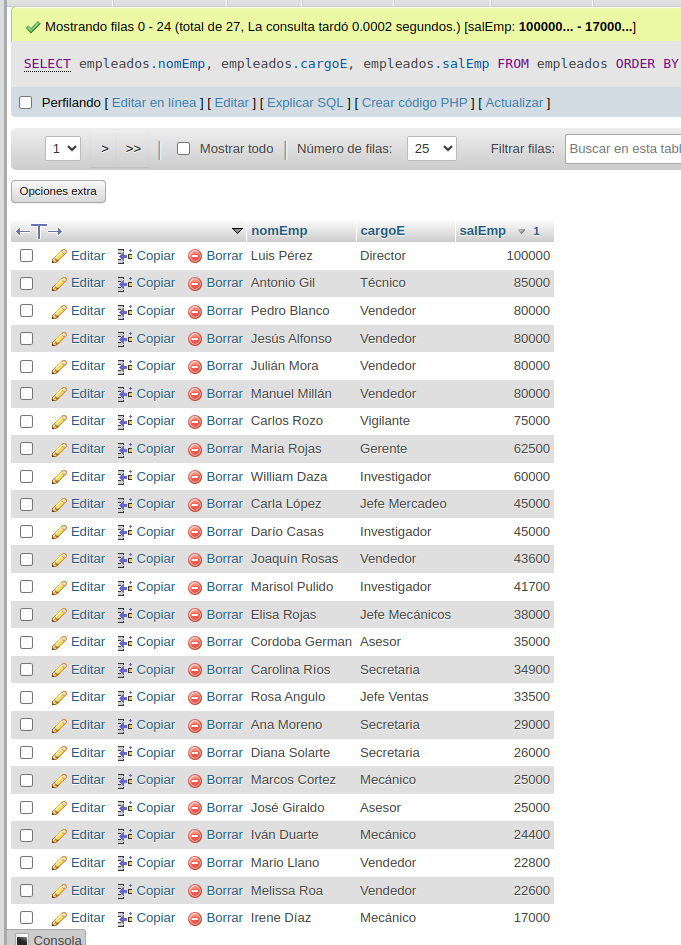 Mostrando filas 0 - 24 (total de 27, La consulta tardó 0.0002 segundos.) [salEmp: 100000... - 17000...]
SELECT empleados.nomEmp, empleados.cargoE, empleados.salEmp FROM empleados ORDER BY
Perfilando [ Editar en línea ] [ Editar ] [ Explicar SQL ] [ Crear código PHP ] [ Actualizar ]
1 > >> | Mostrar todo | Número de filas: 25 Filtrar filas: Buscar en esta tabl
Opciones extra
←T→ nomEmp cargoE salEmp 1
Editar Copiar Borrar Luis Pérez Director 100000
Editar Copiar Borrar Antonio Gil Técnico 85000
Editar Copiar Borrar Pedro Blanco Vendedor 80000
Editar Copiar Borrar Jesús Alfonso Vendedor 80000
Editar Copiar Borrar Julián Mora Vendedor 80000
Editar Copiar Borrar Manuel Millán Vendedor 80000
Editar Copiar Borrar Carlos Rozo Vigilante 75000
Editar Copiar Borrar María Rojas Gerente 62500
Editar Copiar Borrar William Daza Investigador 60000
Editar Copiar Borrar Carla López Jefe Mercadeo 45000
Editar Copiar Borrar Darío Casas Investigador 45000
Editar Copiar Borrar Joaquín Rosas Vendedor 43600
Editar Copiar Borrar Marisol Pulido Investigador 41700
Editar Copiar Borrar Elisa Rojas Jefe Mecánicos 38000
Editar Copiar Borrar Cordoba German Asesor 35000
Editar Copiar Borrar Carolina Ríos Secretaria 34900
Editar Copiar Borrar Rosa Angulo Jefe Ventas 33500
Editar Copiar Borrar Ana Moreno Secretaria 29000
Editar Copiar Borrar Diana Solarte Secretaria 26000
Editar Copiar Borrar Marcos Cortez Mecánico 25000
Editar Copiar Borrar José Giraldo Asesor 25000
Editar Copiar Borrar Iván Duarte Mecánico 24400
Editar Copiar Borrar Mario Llano Vendedor 22800
Editar Copiar Borrar Melissa Roa Vendedor 22600
Editar Copiar Borrar Irene Díaz Mecánico 17000
Consola